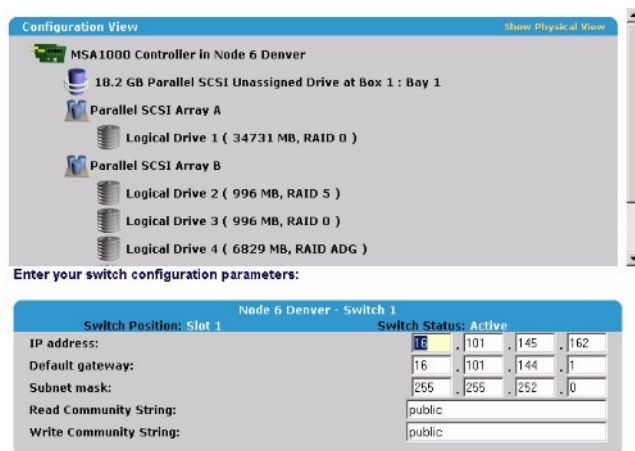 Configuration View Show Physical View
MSA1000 Controller in Node 6 Denver
18.2 GB Parallel SCSI Unassigned Drive at Box 1 : Bay 1
Parallel SCSI Array A
Logical Drive 1 ( 34731 MB, RAID 0 )
Parallel SCSI Array B
Logical Drive 2 ( 996 MB, RAID 5 )
Logical Drive 3 ( 996 MB, RAID 0 )
Logical Drive 4 ( 6829 MB, RAID ADG )
Enter your switch configuration parameters:
Node 6 Denver - Switch 1
Switch Position: Slot 1 Switch Status: Active
IP address: 16 . 101 . 145 . 162
Default gateway: 16 . 101 . 144 . 1
Subnet mask: 255 . 255 . 252 . 0
Read Community String: public
Write Community String: public